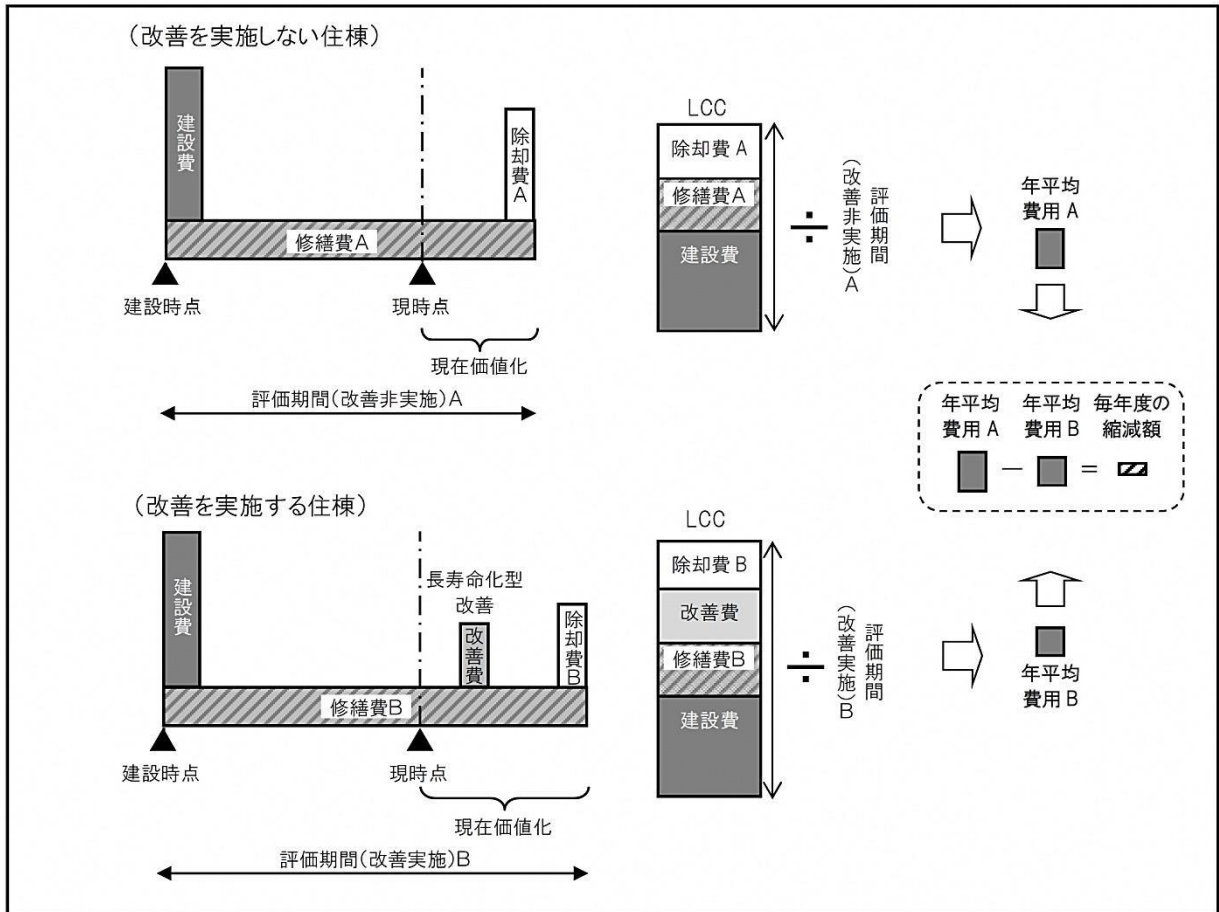 (改善を実施しない住棟)
建設費
除却費A
修繕費A
建設時点
現時点
現在価値化
評価期間(改善非実施)A
LCC
除却費A
修繕費A
建設費
÷
評価期間
(改善非実施)A
年平均
費用A
年平均
費用A
年平均
費用B
毎年度の
縮減額
− =
(改善を実施する住棟)
建設費
長寿命化型
改善
改善費
除却費B
修繕費B
建設時点
現時点
現在価値化
評価期間(改善実施)B
LCC
除却費B
改善費
修繕費B
建設費
÷
評価期間
(改善実施)B
年平均
費用B